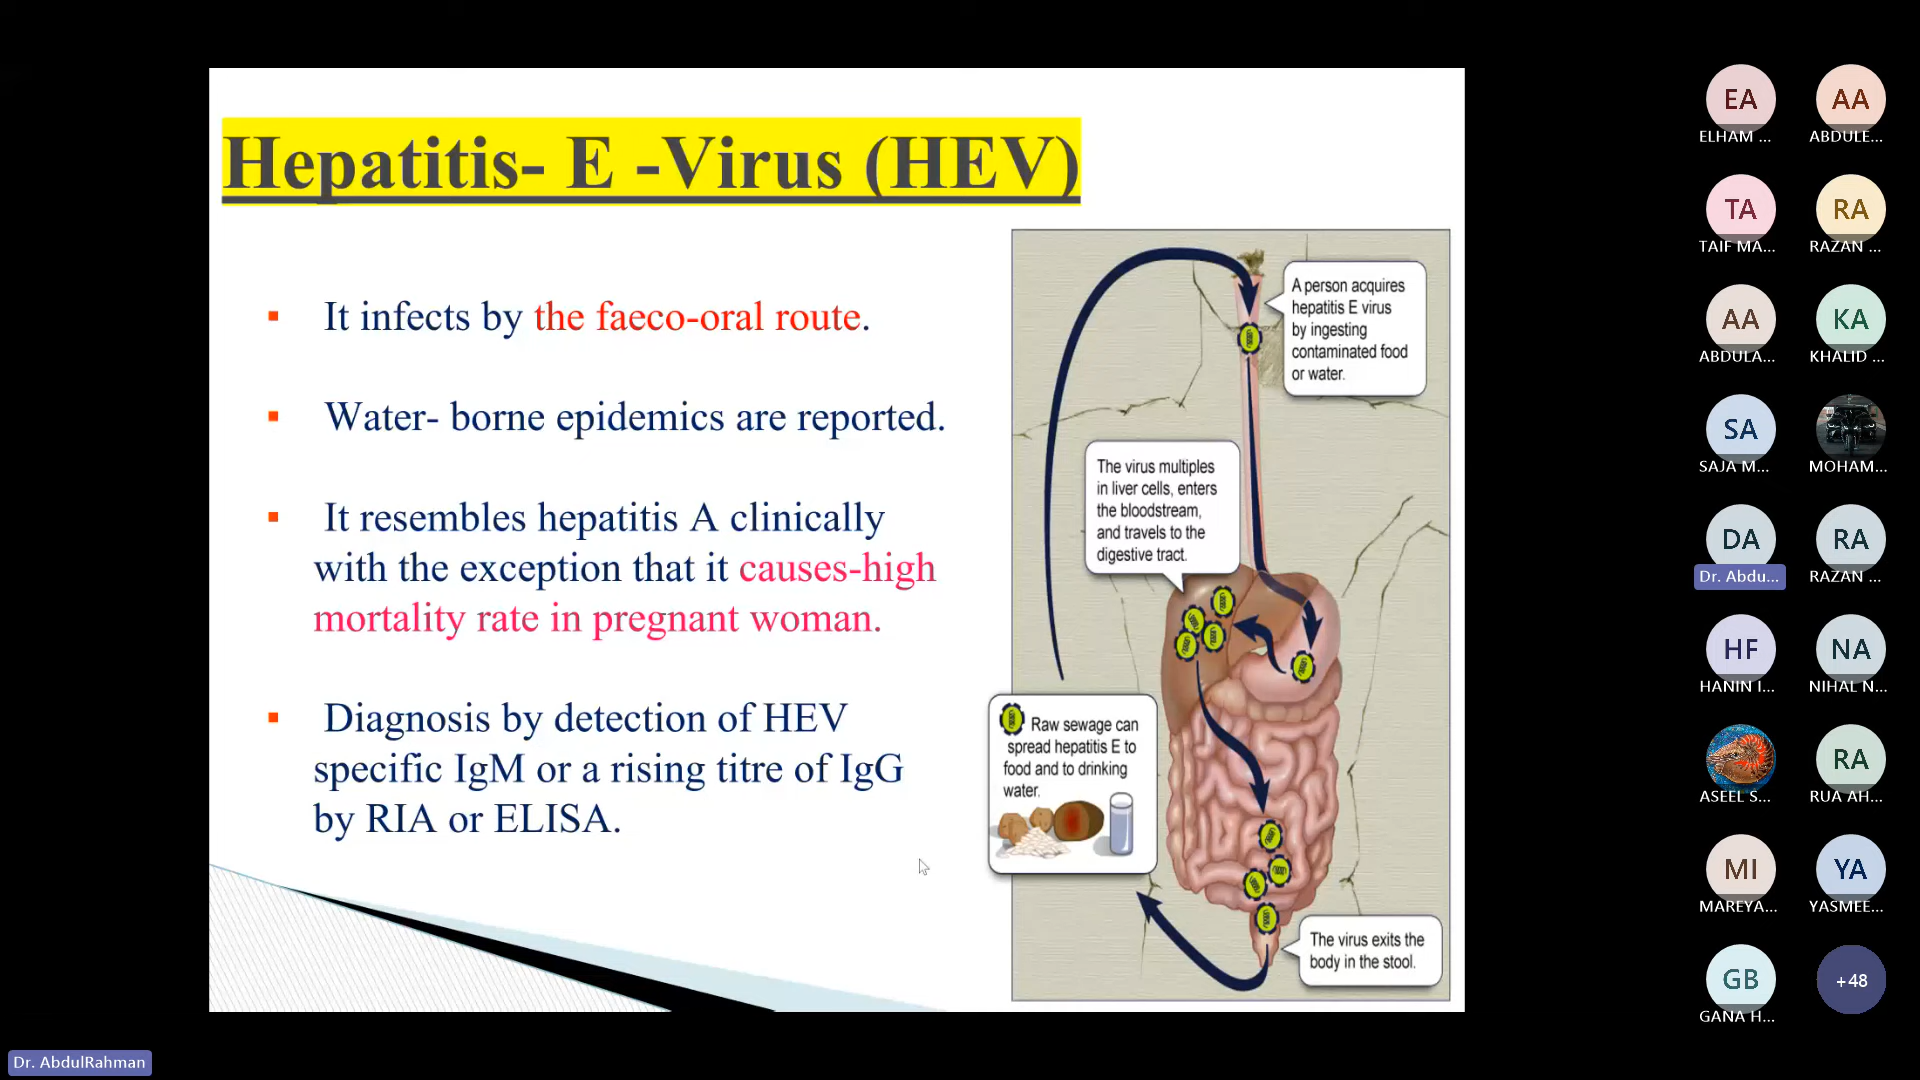 Hepatitis- E -Virus (HEV)
▪ It infects by the faeco-oral route.
▪ Water- borne epidemics are reported.
▪ It resembles hepatitis A clinically
with the exception that it causes-high
mortality rate in pregnant woman.
▪ Diagnosis by detection of HEV
specific IgM or a rising titre of IgG
by RIA or ELISA.
A person acquires
hepatitis E virus
by ingesting
contaminated food
or water.
The virus multiples
in liver cells, enters
the bloodstream,
and travels to the
digestive tract.
Raw sewage can
spread hepatitis E to
food and to drinking
water.
The virus exits the
body in the stool.
EA
ELHAM ...
AA
ABDULE...
TA
TAIF MA...
RA
RAZAN ...
AA
ABDULA...
KA
KHALID ...
SA
SAJA M...
MOHAM...
DA
Dr. Abdu...
RA
RAZAN ...
HF
HANIN I...
NA
NIHAL N...
ASEEL S...
RA
RUA AH...
MI
MAREYA...
YA
YASMEE...
GB
GANA H...
+48
Dr. AbdulRahman